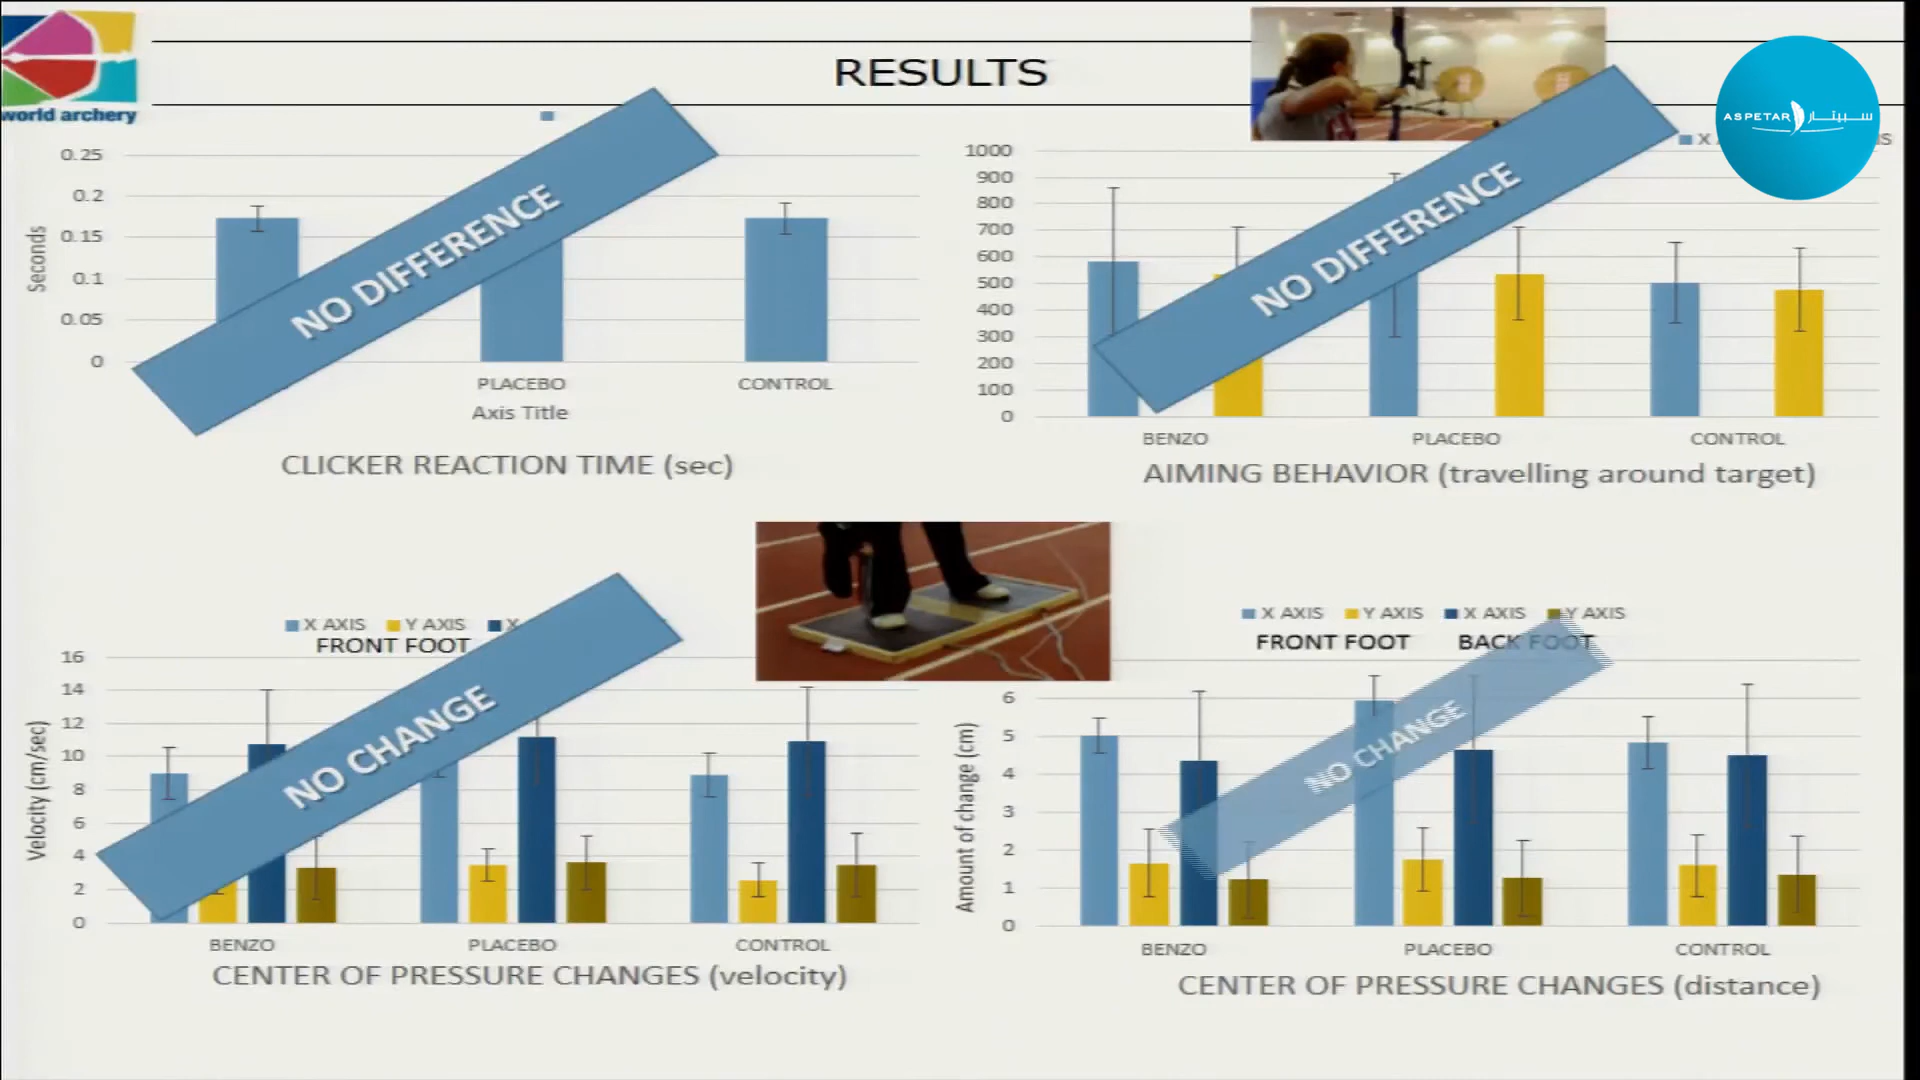 RESULTS
world archery
ASPETAR سبيتار
0.25
0.2
0.15
0.1
0.05
0
Seconds
NO DIFFERENCE
PLACEBO
CONTROL
Axis Title
CLICKER REACTION TIME (sec)
X
1000
900
800
700
600
500
400
300
200
100
0
NO DIFFERENCE
BENZO
PLACEBO
CONTROL
AIMING BEHAVIOR (travelling around target)
X AXIS
Y AXIS
X
FRONT FOOT
16
14
12
10
8
6
4
2
0
Velocity (cm/sec)
NO CHANGE
BENZO
PLACEBO
CONTROL
CENTER OF PRESSURE CHANGES (velocity)
X AXIS
Y AXIS
X AXIS
Y AXIS
FRONT FOOT
BACK FOOT
6
5
4
3
2
1
0
Amount of change (cm)
NO CHANGE
BENZO
PLACEBO
CONTROL
CENTER OF PRESSURE CHANGES (distance)